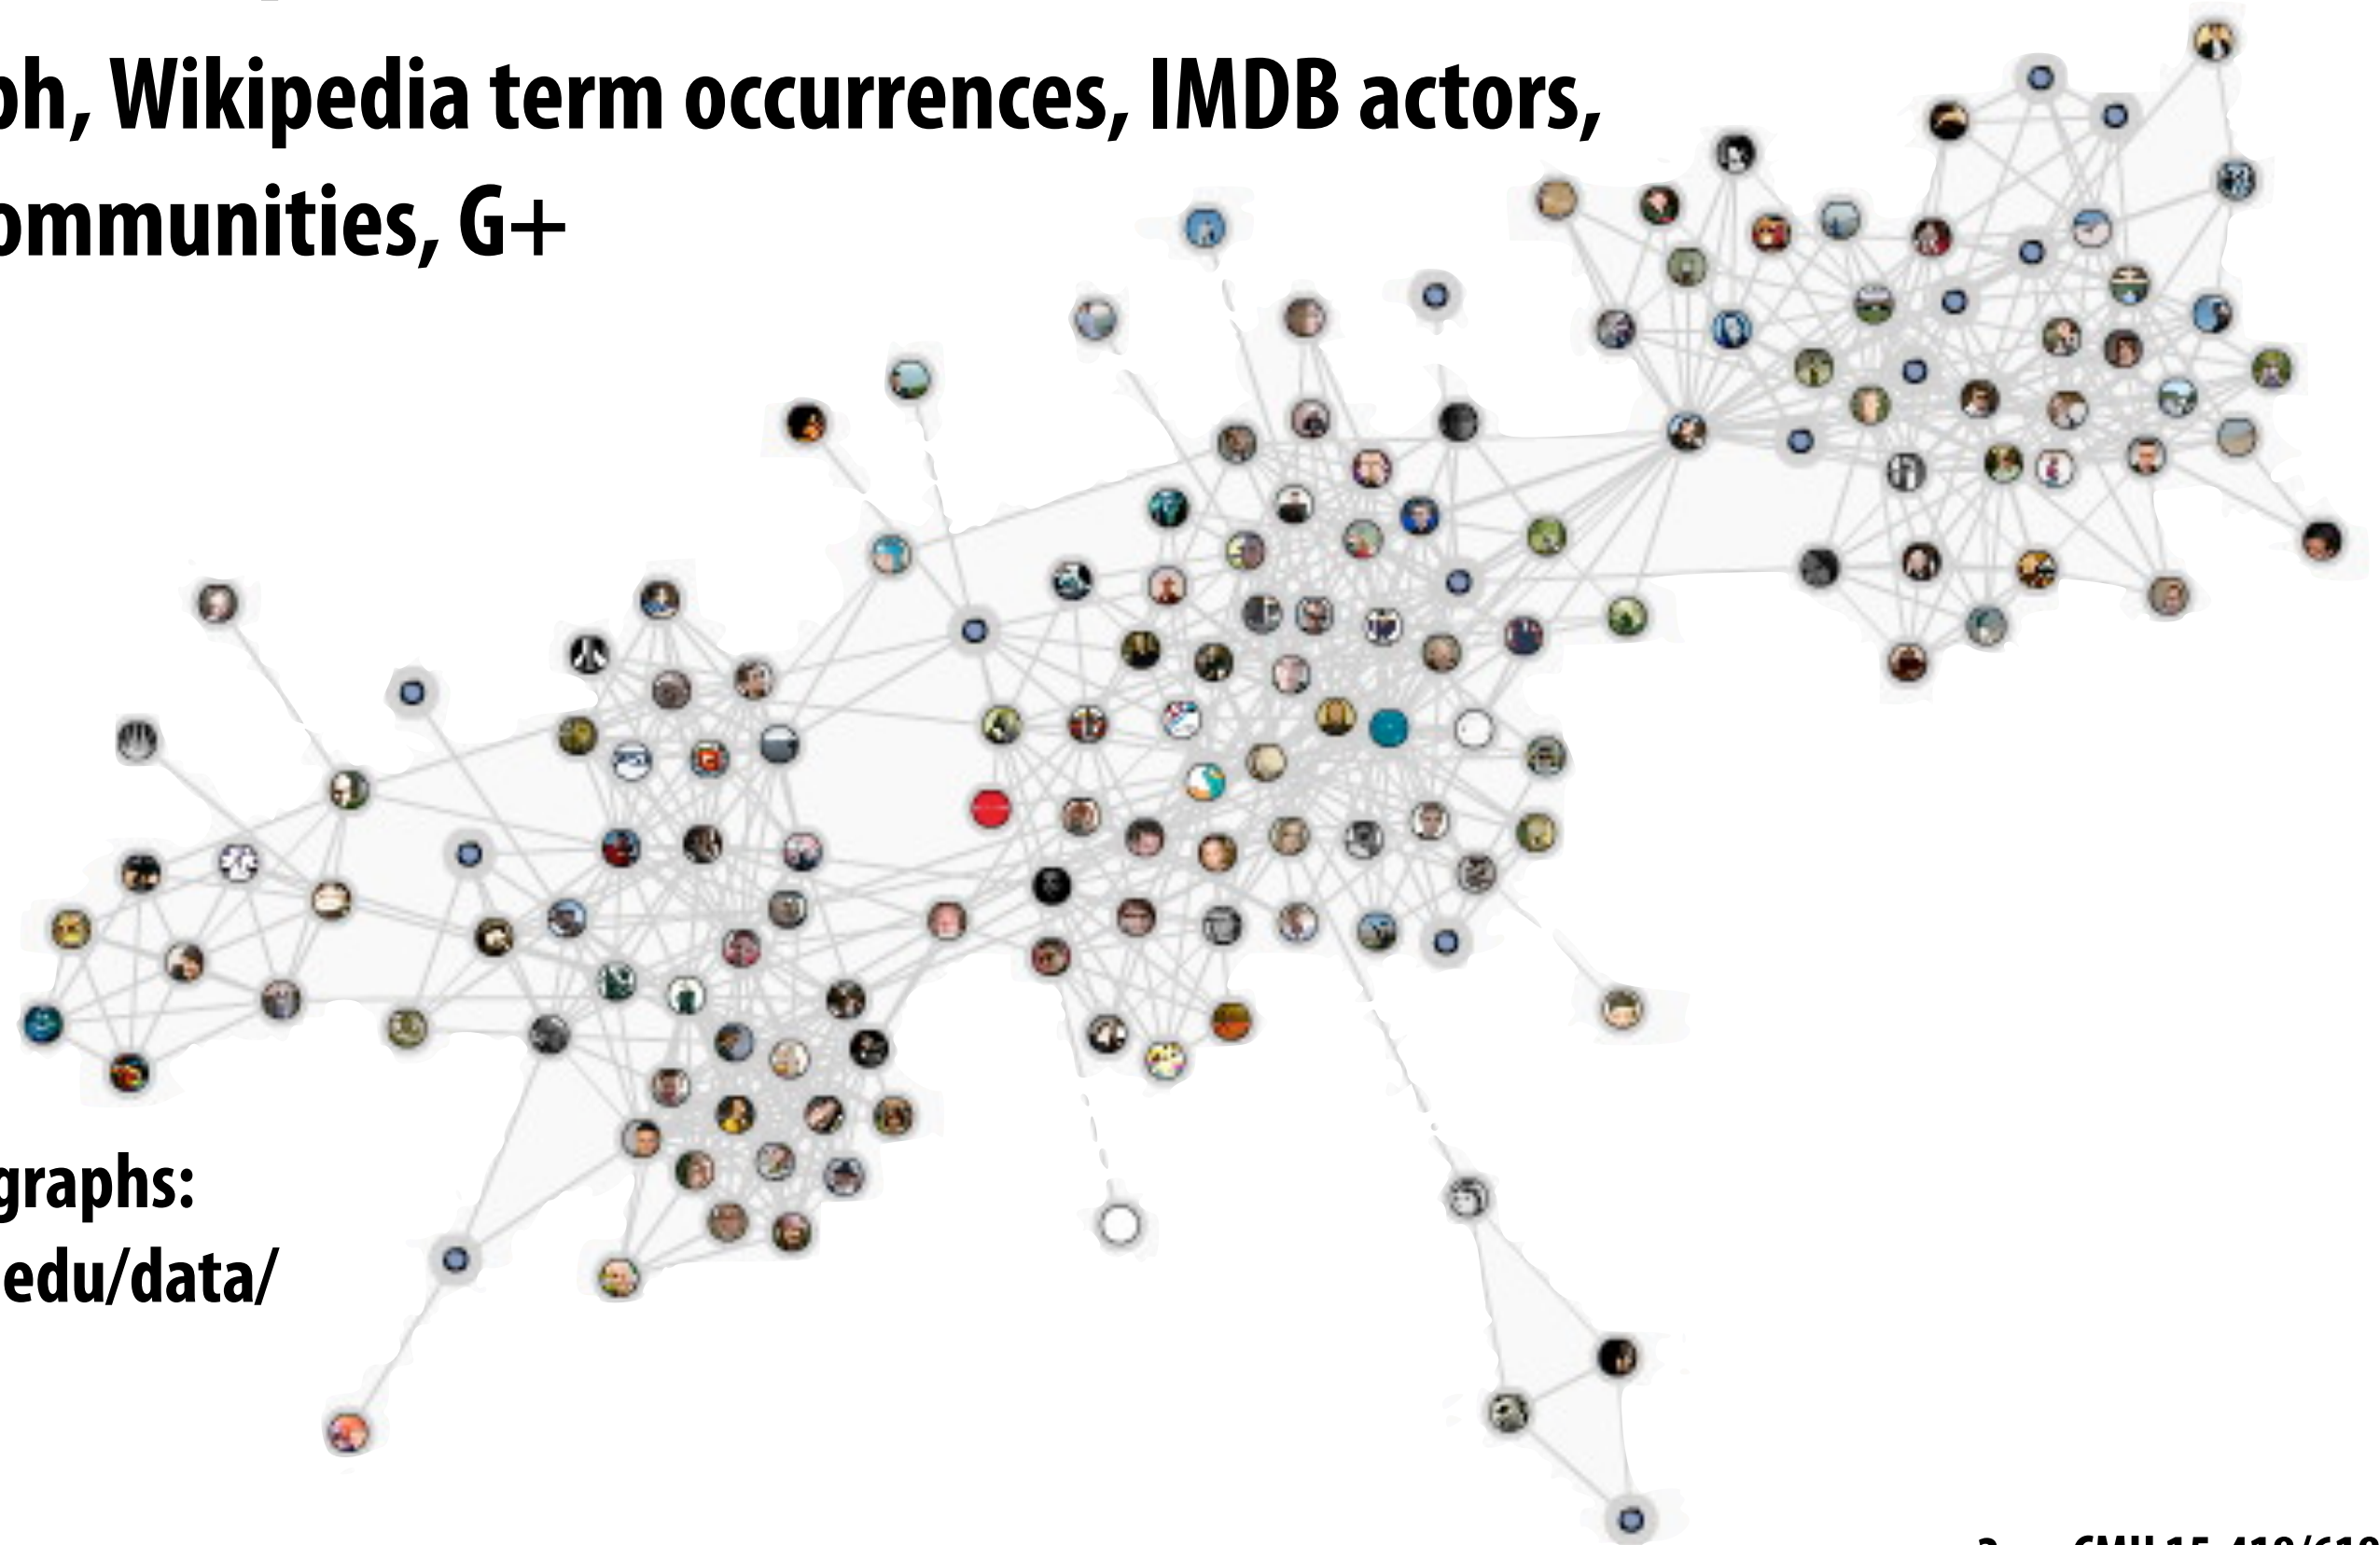 ph, Wikipedia term occurrences, IMDB actors,
ommunities, G+
graphs:
edu/data/